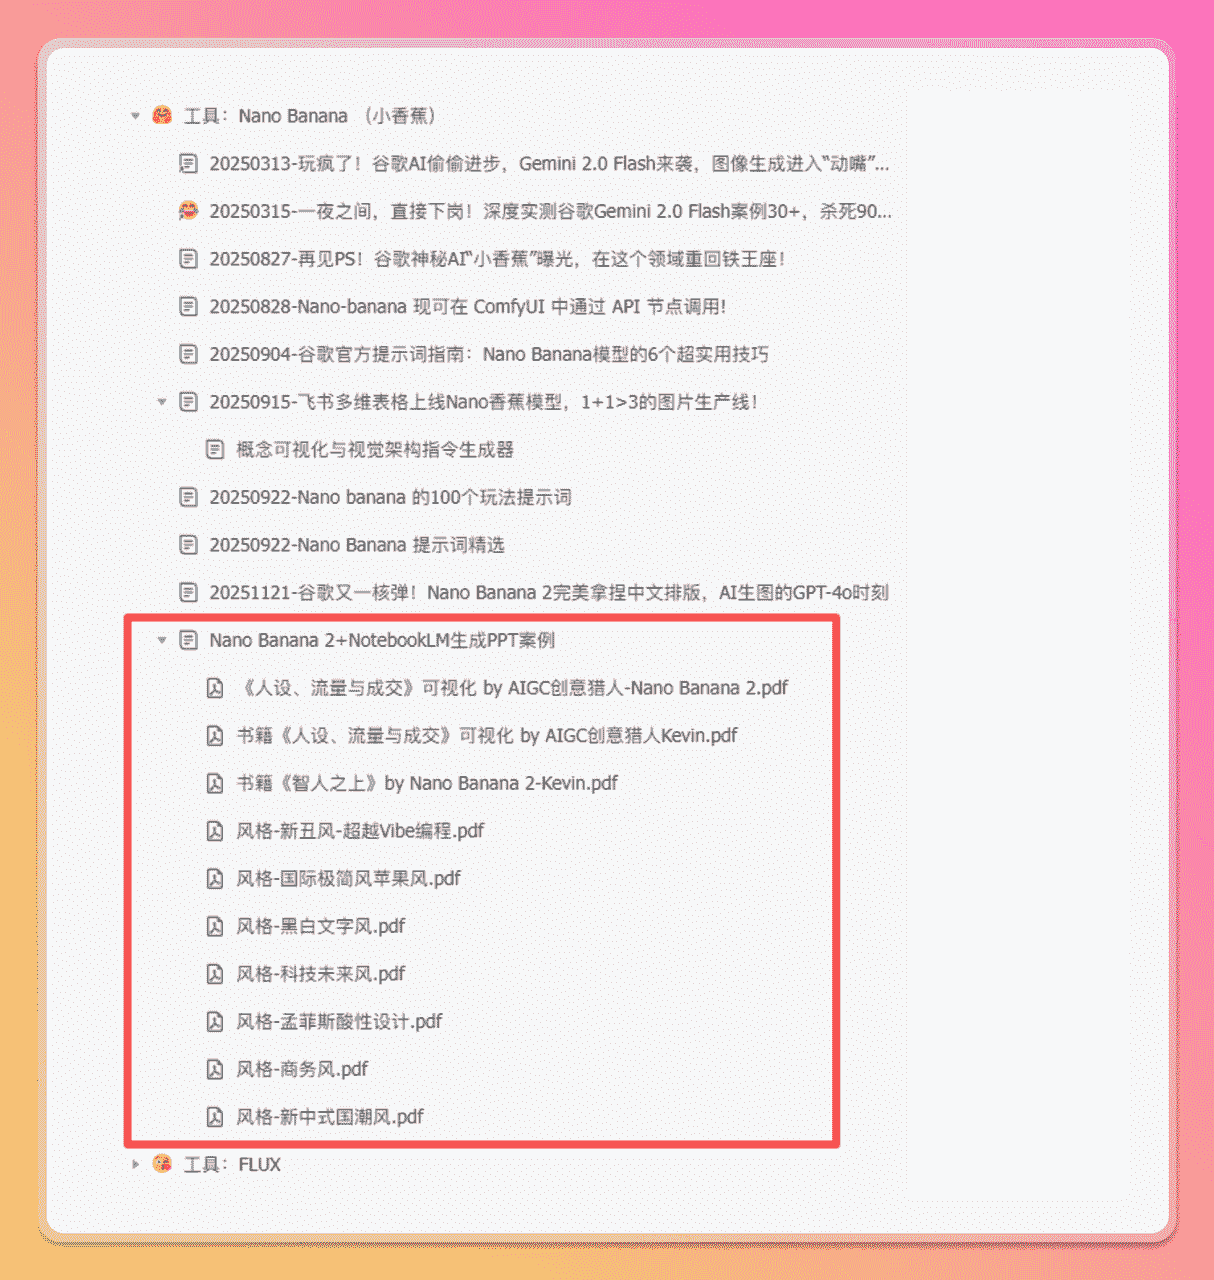 工具：Nano Banana （小香蕉）
20250313-玩疯了！谷歌AI偷偷进步，Gemini 2.0 Flash来袭，图像生成进入“动嘴”...
20250315-一夜之间，直接下岗！深度实测谷歌Gemini 2.0 Flash案例30+，杀死90...
20250827-再见PS！谷歌神秘AI“小香蕉”曝光，在这个领域重回铁王座！
20250828-Nano-banana 现可在 ComfyUI 中通过 API 节点调用！
20250904-谷歌官方提示词指南：Nano Banana模型的6个超实用技巧
20250915-飞书多维表格上线Nano香蕉模型，1+1>3的图片生产线！
概念可视化与视觉架构指令生成器
20250922-Nano banana 的100个玩法提示词
20250922-Nano Banana 提示词精选
20251121-谷歌又一核弹！Nano Banana 2完美拿捏中文排版，AI生图的GPT-4o时刻
Nano Banana 2+NotebookLM生成PPT案例
《人设、流量与成交》可视化 by AIGC创意猎人-Nano Banana 2.pdf
书籍《人设、流量与成交》可视化 by AIGC创意猎人Kevin.pdf
书籍《智人之上》by Nano Banana 2-Kevin.pdf
风格-新丑风-超越Vibe编程.pdf
风格-国际极简风苹果风.pdf
风格-黑白文字风.pdf
风格-科技未来风.pdf
风格-孟菲斯酸性设计.pdf
风格-商务风.pdf
风格-新中式国潮风.pdf
工具：FLUX